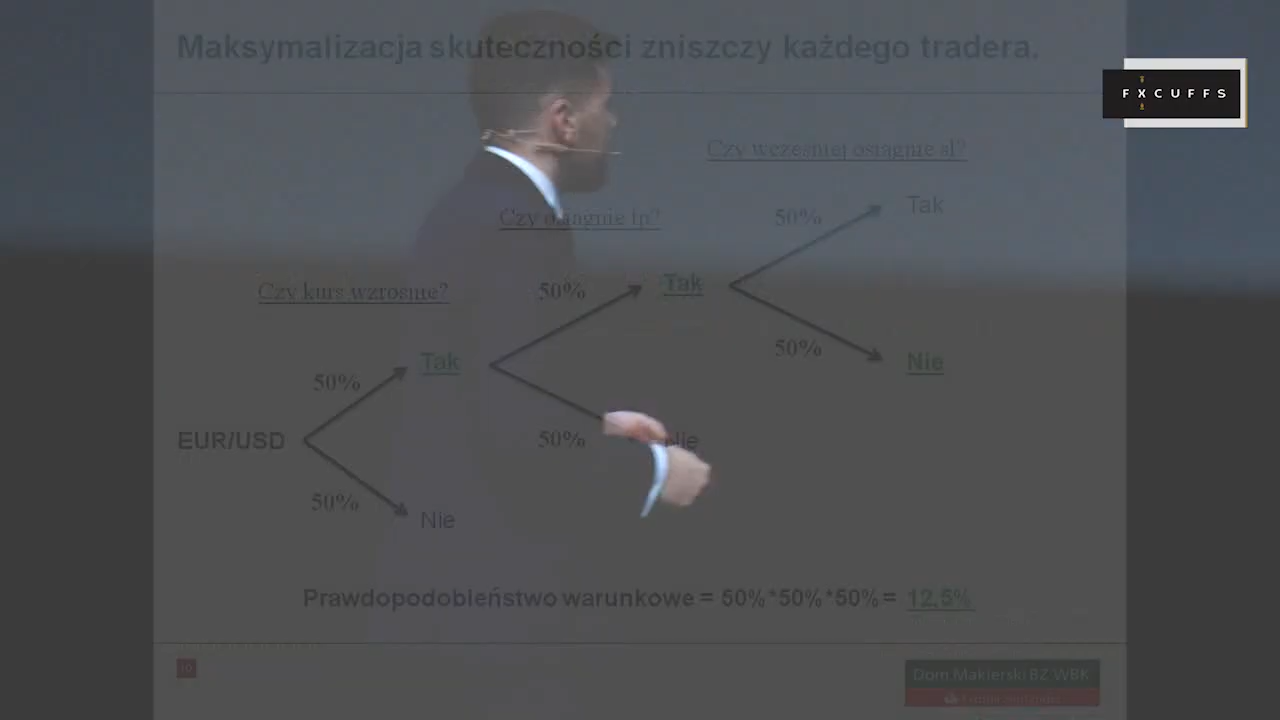 Maksymalizacja skuteczności zniszczy każdego tradera.
FXCUFFS
Czy wcześniej osiągnie sl?
50%
Tak
Czy osiągnie tp?
50%
Tak
Czy kurs wzrośnie?
50%
Nie
50%
Tak
EUR/USD
50%
Nie
50%
Nie
Prawdopodobieństwo warunkowe = 50%*50%*50%= 12,5%
10
Dom Maklerski BZ WBK